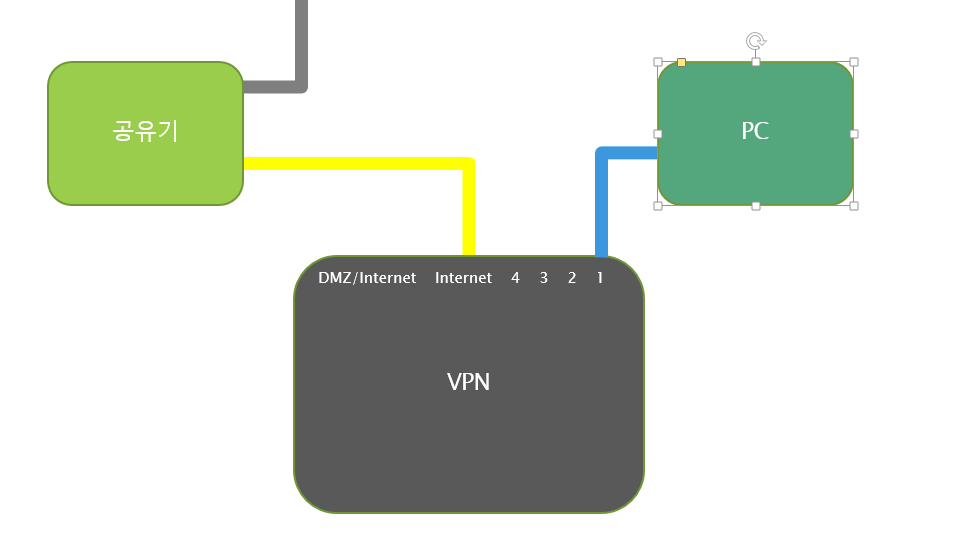 공유기
PC
DMZ/Internet Internet 4 3 2 1
VPN